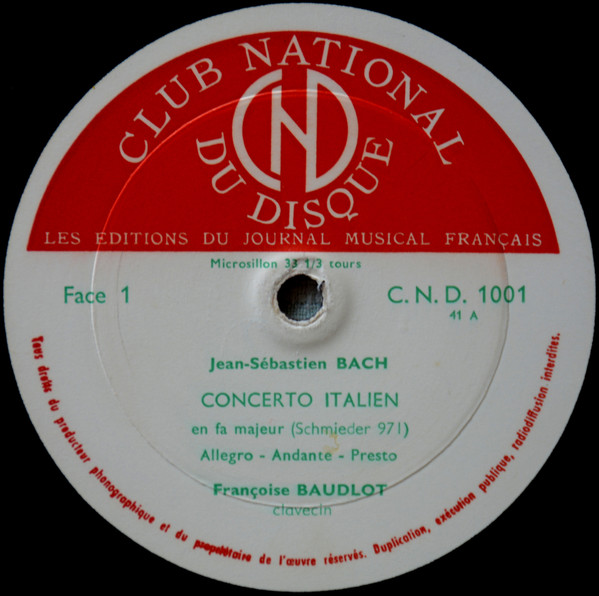 CLUB NATIONAL
DU DISQUE
CND
LES EDITIONS DU JOURNAL MUSICAL FRANÇAIS
Microsillon 33 1/3 tours
Face 1
C. N. D. 1001
41 A
Jean-Sébastien BACH
CONCERTO ITALIEN
en fa majeur (Schmieder 971)
Allegro - Andante - Presto
Françoise BAUDLOT
clavecin
Tous droits du producteur phonographique et du propriétaire de l'œuvre réservés. Duplication, exécution publique, radiodiffusion interdites.